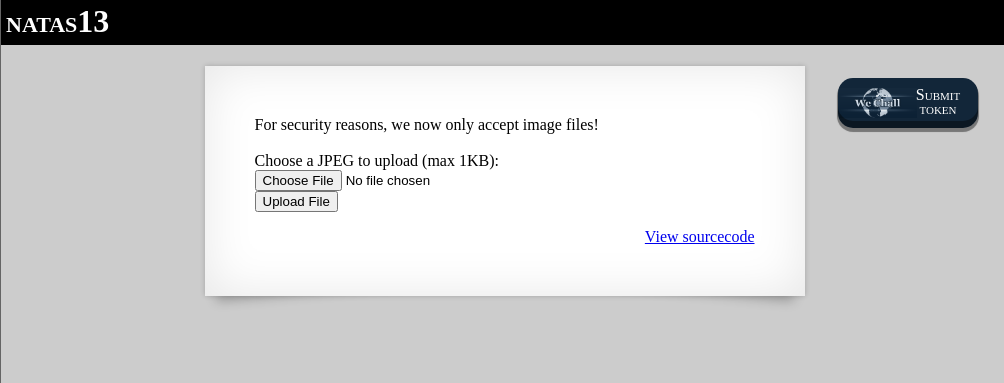 NATAS13
We Chall
SUBMIT
TOKEN
For security reasons, we now only accept image files!
Choose a JPEG to upload (max 1KB):
Choose File No file chosen
Upload File
View sourcecode